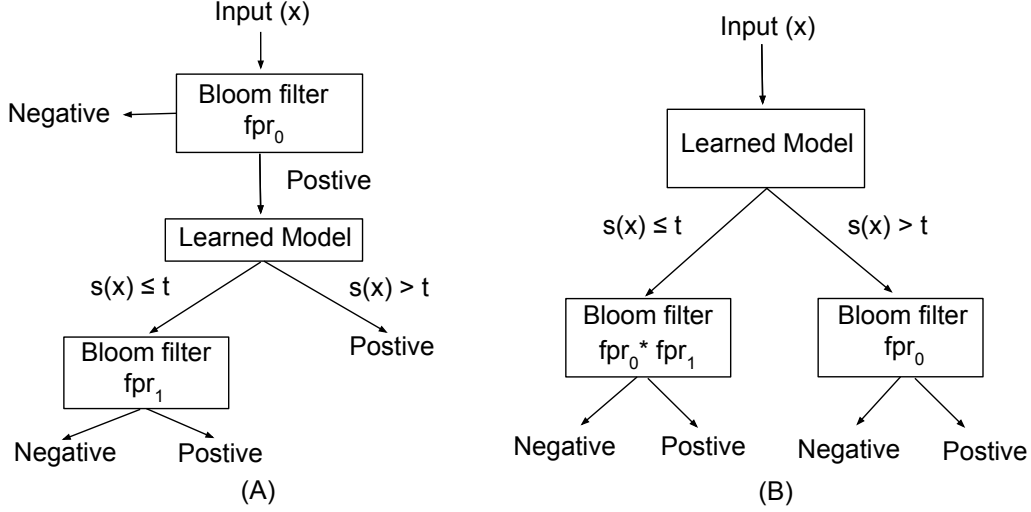 Input (x)
Bloom filter
fpr0
Negative
Postive
Learned Model
s(x) ≤ t
s(x) > t
Bloom filter
fpr1
Postive
Negative
Postive
(A)
Input (x)
Learned Model
s(x) ≤ t
s(x) > t
Bloom filter
fpr0* fpr1
Bloom filter
fpr0
Negative
Postive
Negative
Postive
(B)